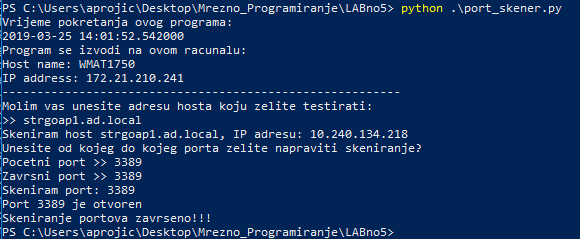 PS C:\Users\aprojic\Desktop\Mrezno_Programiranje\LABno5> python .\port_skener.py
Vrijeme pokretanja ovog programa:
2019-03-25 14:01:52.542000
Program se izvodi na ovom racunalu:
Host name: WMAT1750
IP address: 172.21.210.241
------------------------------------------------------------
Molim vas unesite adresu hosta koju zelite testirati:
>> strgoap1.ad.local
Skeniram host strgoap1.ad.local, IP adresu: 10.240.134.218
Unesite od kojeg do kojeg porta zelite napraviti skeniranje?
Pocetni port >> 3389
Zavrsni port >> 3389
Skeniram port: 3389
Port 3389 je otvoren
Skeniranje portova zavrseno!!!
PS C:\Users\aprojic\Desktop\Mrezno_Programiranje\LABno5>